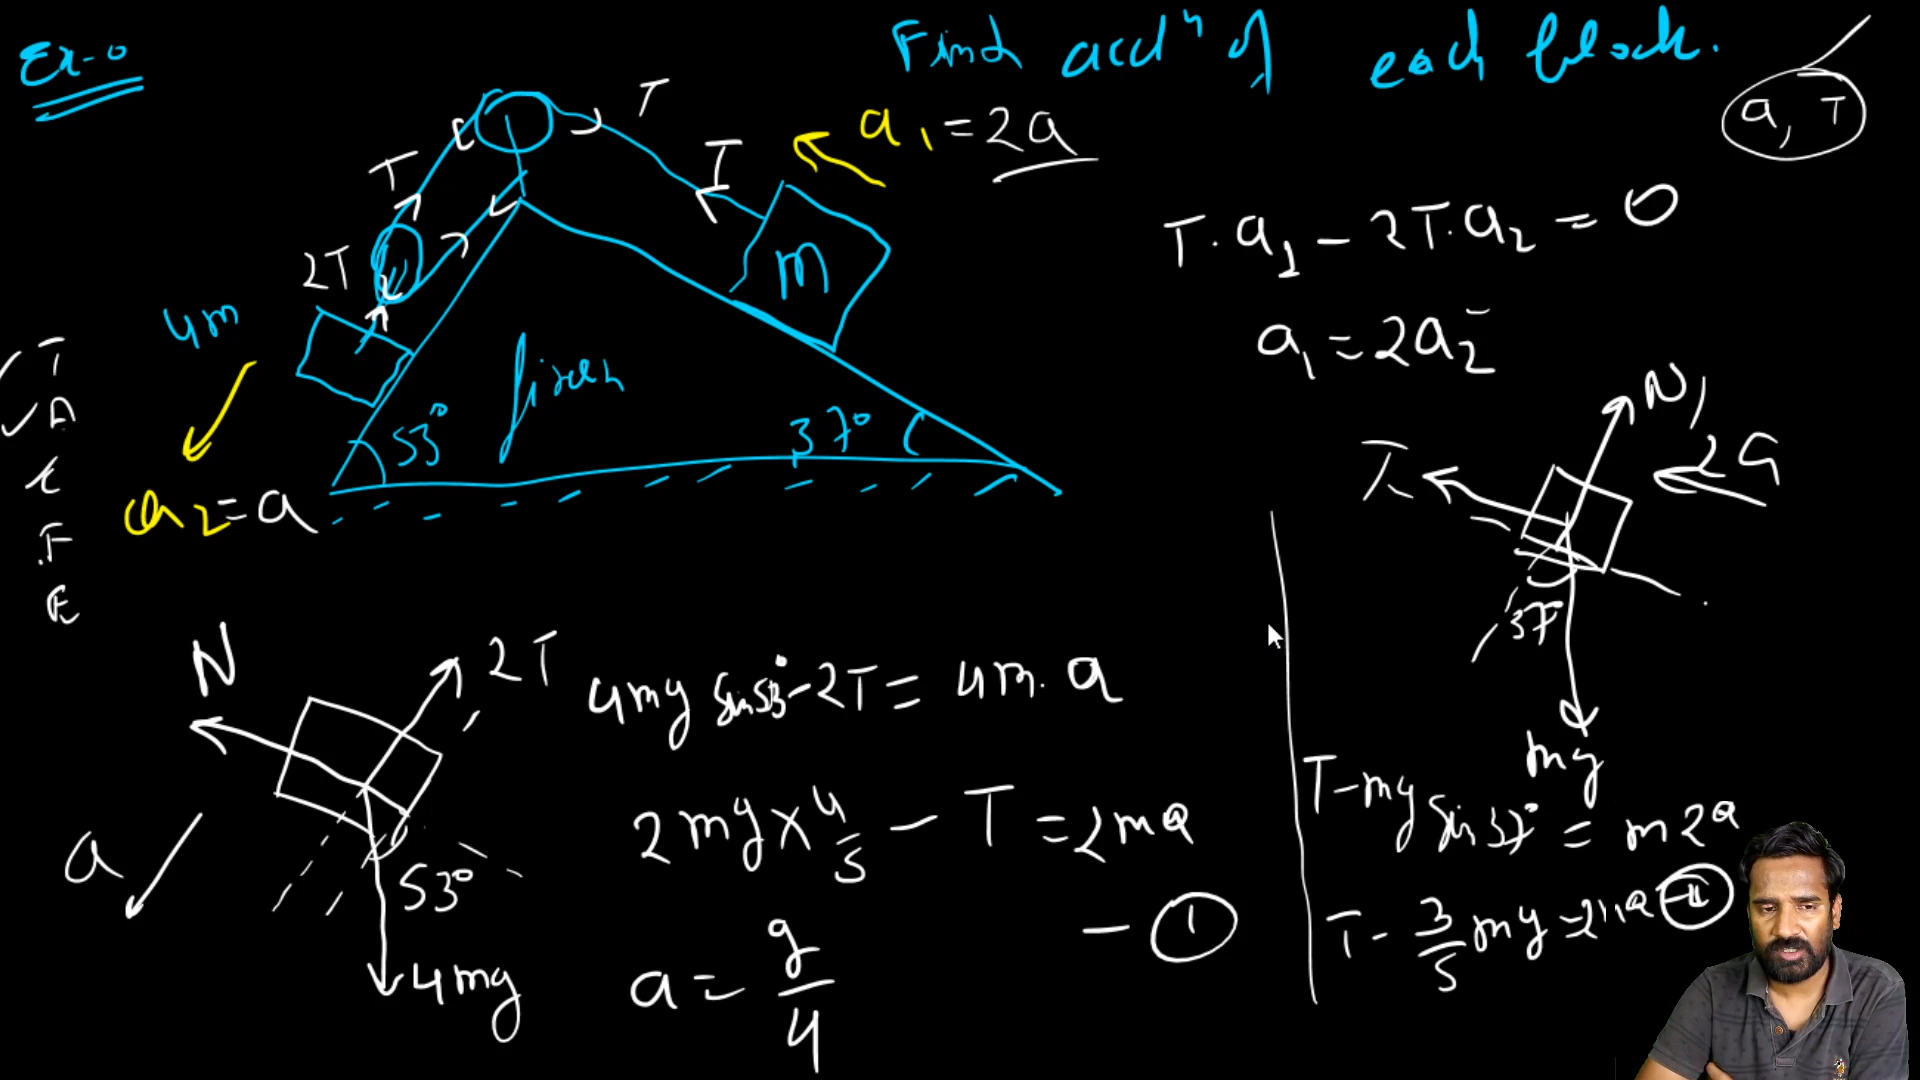 Ex-0
Find accn of each block.
a, T
T
T
T
a1 = 2a
2T
4m
m
fixen
53°
37°
a2 = a
T
A
F
E
T. a1 - 2T. a2 = 0
a1 = 2a2
N1
T
2a
37
mg
N
2T
a
53°
4mg
4mg sin53° - 2T = 4m. a
2mg x 4/5 - T = 2ma
- 1
a = g/4
T - mg sin37° = m2a
T - 3/5 mg = 2ma